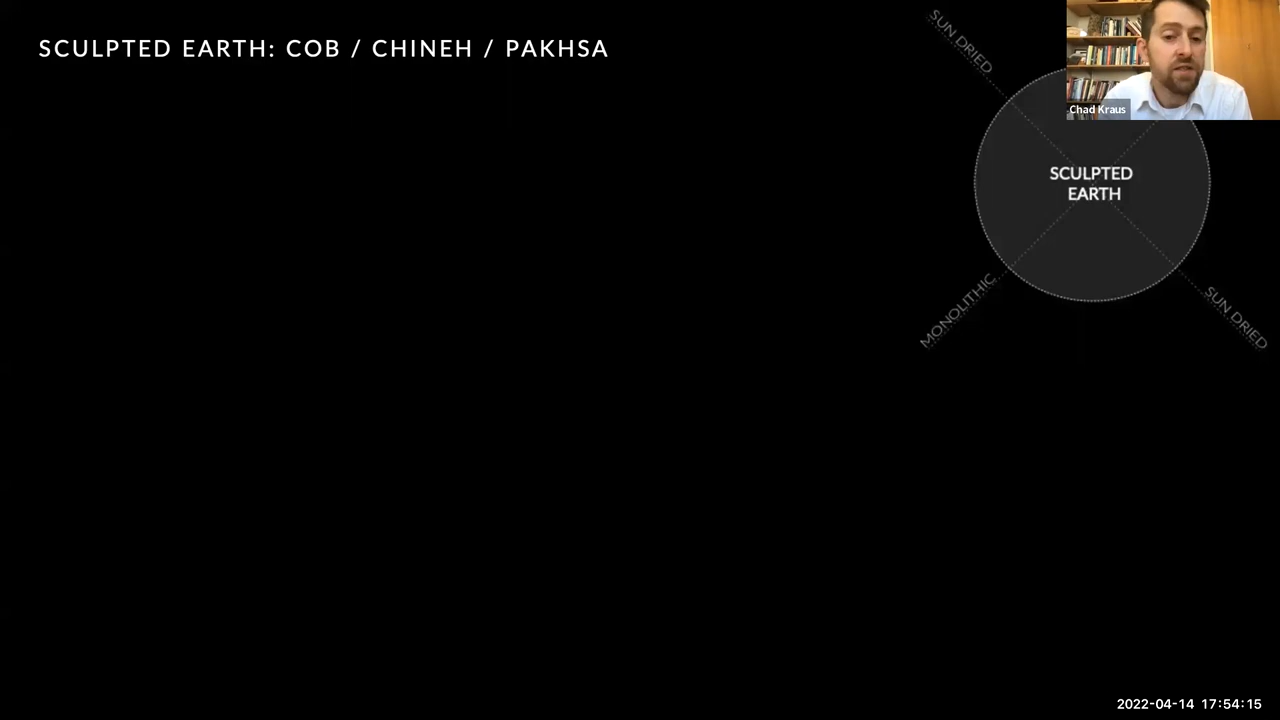 SCULPTED EARTH: COB / CHINEH / PAKHSA
SUN DRIED
Chad Kraus
SCULPTED
EARTH
MONOLITHIC
SUN DRIED
2022-04-14 17:54:15